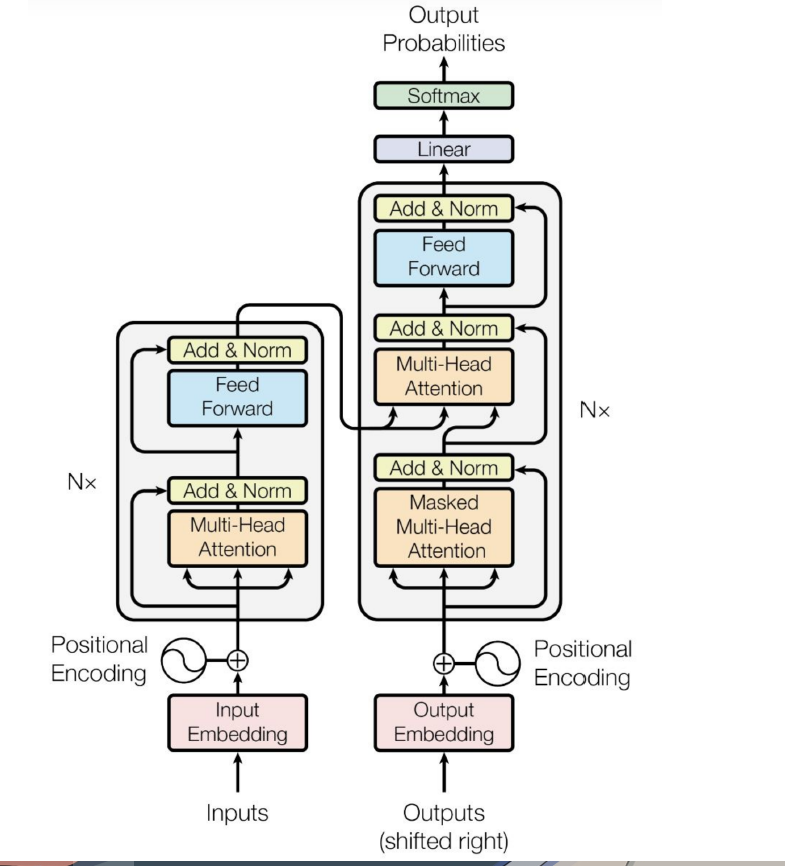 Output
Probabilities
Softmax
Linear
Add & Norm
Feed
Forward
Add & Norm
Multi-Head
Attention
Nx
Add & Norm
Masked
Multi-Head
Attention
Add & Norm
Feed
Forward
Nx
Add & Norm
Multi-Head
Attention
Positional
Encoding
Positional
Encoding
Input
Embedding
Output
Embedding
Inputs
Outputs
(shifted right)